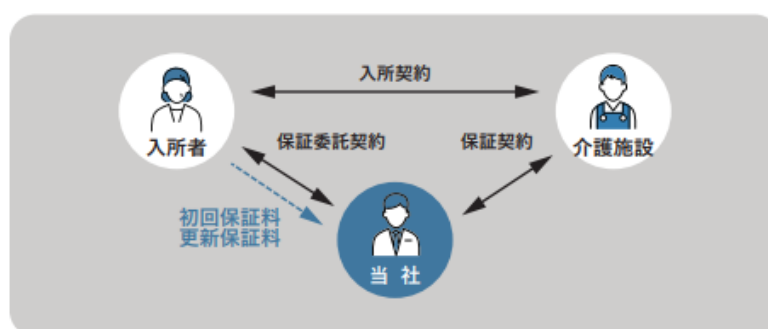 入所契約
入所者
介護施設
保証委託契約
保証契約
初回保証料
更新保証料
当 社